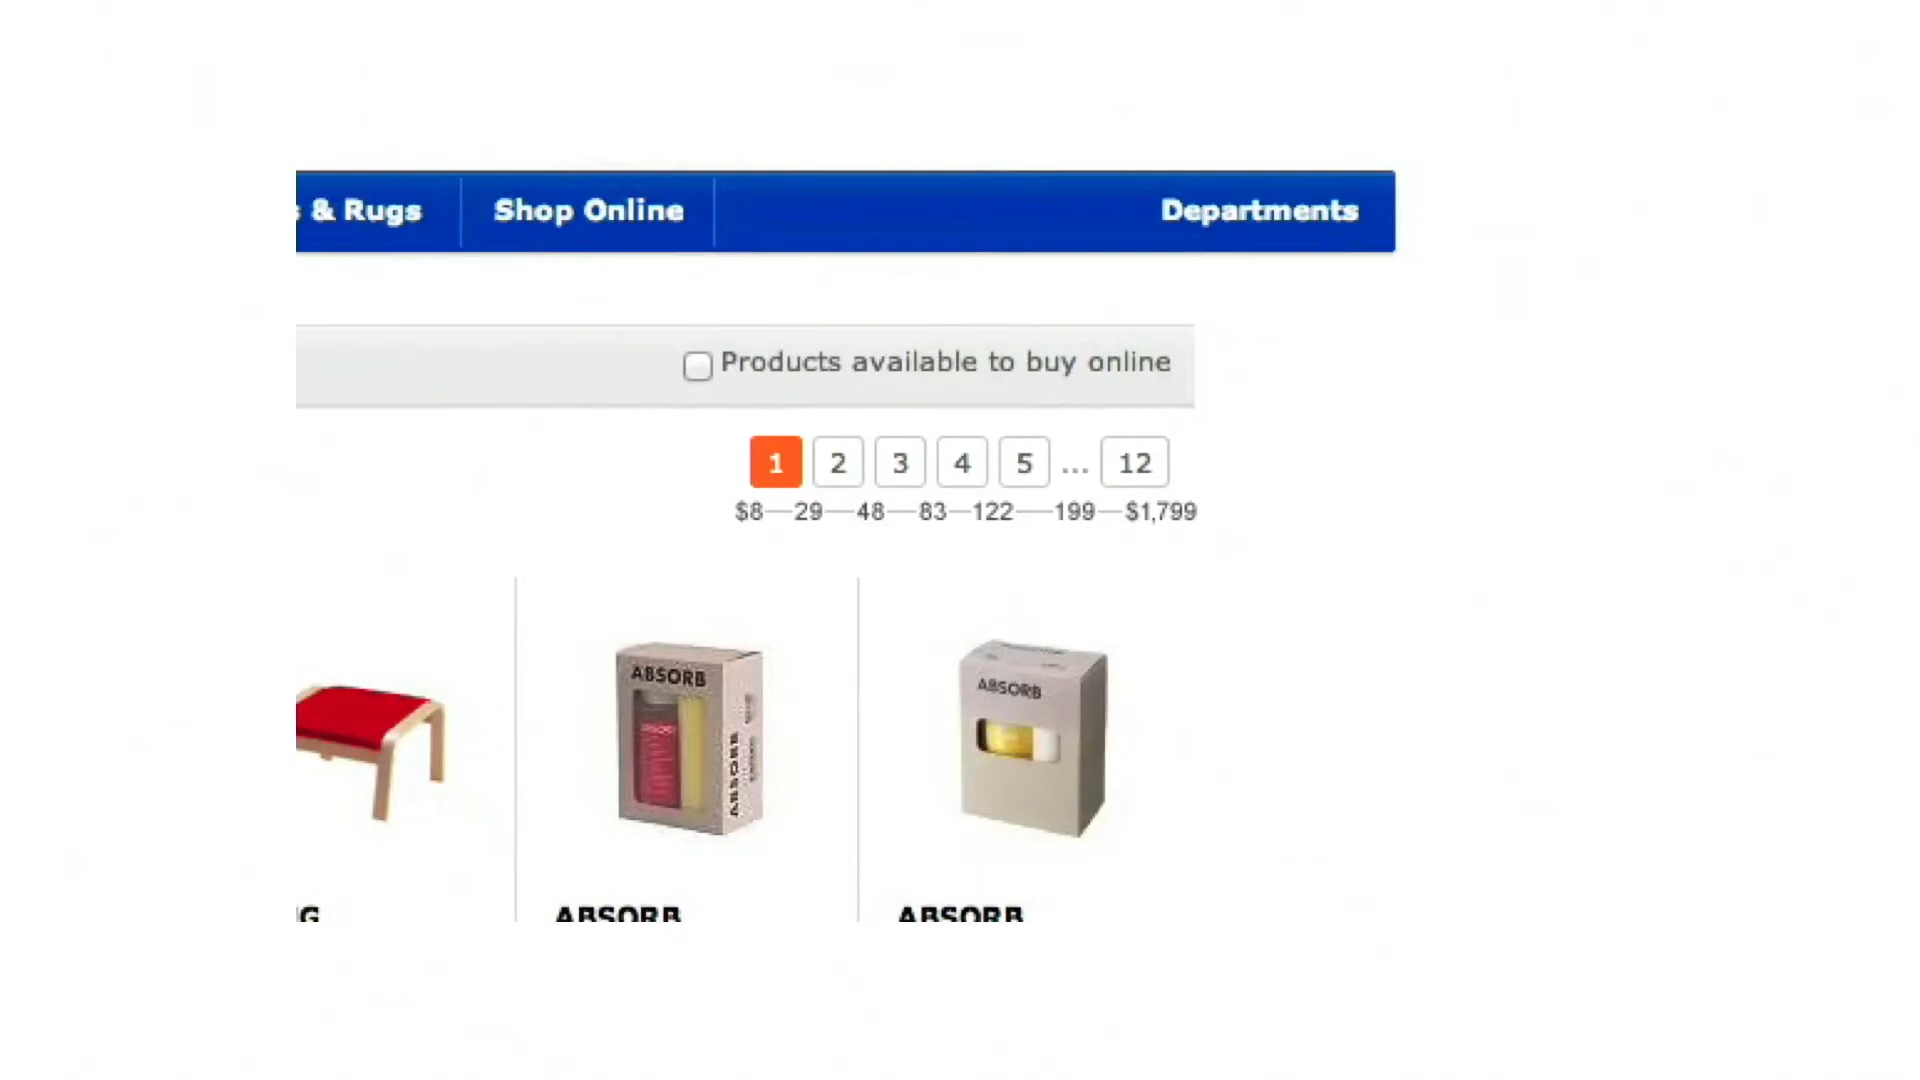 & Rugs Shop Online Departments
Products available to buy online
1 2 3 4 5 ... 12
$8—29—48—83—122—199—$1,799
ABSORB
ABSORB
ABSORB
G ABSORB ABSORB